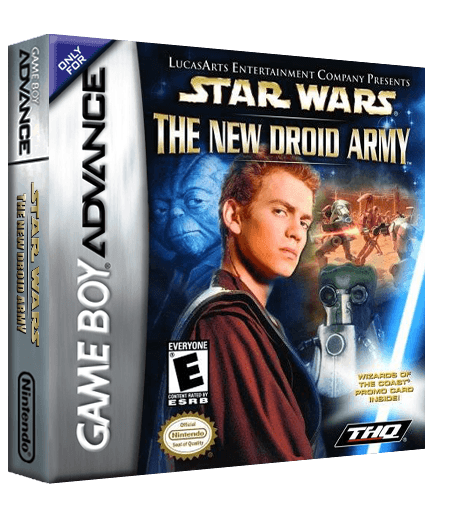 GAME BOY
ADVANCE
STAR WARS
THE NEW DROID ARMY
Nintendo®
ONLY
FOR
GAME BOY ADVANCE
LUCASARTS ENTERTAINMENT COMPANY PRESENTS
STAR WARS®
THE NEW DROID ARMY™
EVERYONE
E
CONTENT RATED BY
ESRB
Official
Nintendo
Seal of Quality
WIZARDS OF
THE COAST®
PROMO CARD
INSIDE!
THQ®